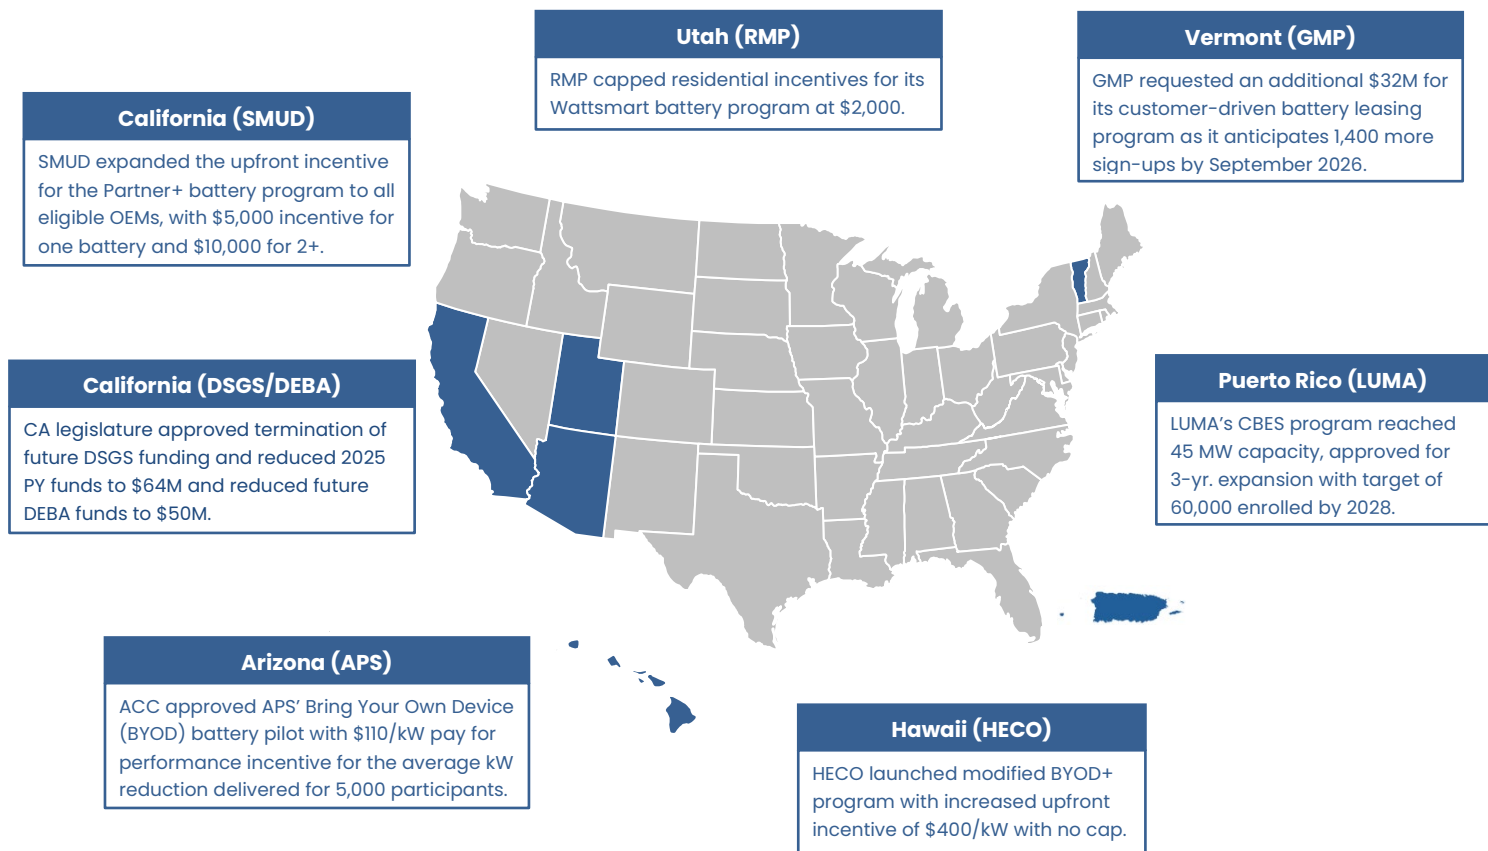 Utah (RMP)
RMP capped residential incentives for its
Wattsmart battery program at $2,000.
Vermont (GMP)
GMP requested an additional $32M for
its customer-driven battery leasing
program as it anticipates 1,400 more
sign-ups by September 2026.
California (SMUD)
SMUD expanded the upfront incentive
for the Partner+ battery program to all
eligible OEMs, with $5,000 incentive for
one battery and $10,000 for 2+.
California (DSGS/DEBA)
CA legislature approved termination of
future DSGS funding and reduced 2025
PY funds to $64M and reduced future
DEBA funds to $50M.
Puerto Rico (LUMA)
LUMA’s CBES program reached
45 MW capacity, approved for
3-yr. expansion with target of
60,000 enrolled by 2028.
Arizona (APS)
ACC approved APS’ Bring Your Own Device
(BYOD) battery pilot with $110/kW pay for
performance incentive for the average kW
reduction delivered for 5,000 participants.
Hawaii (HECO)
HECO launched modified BYOD+
program with increased upfront
incentive of $400/kW with no cap.